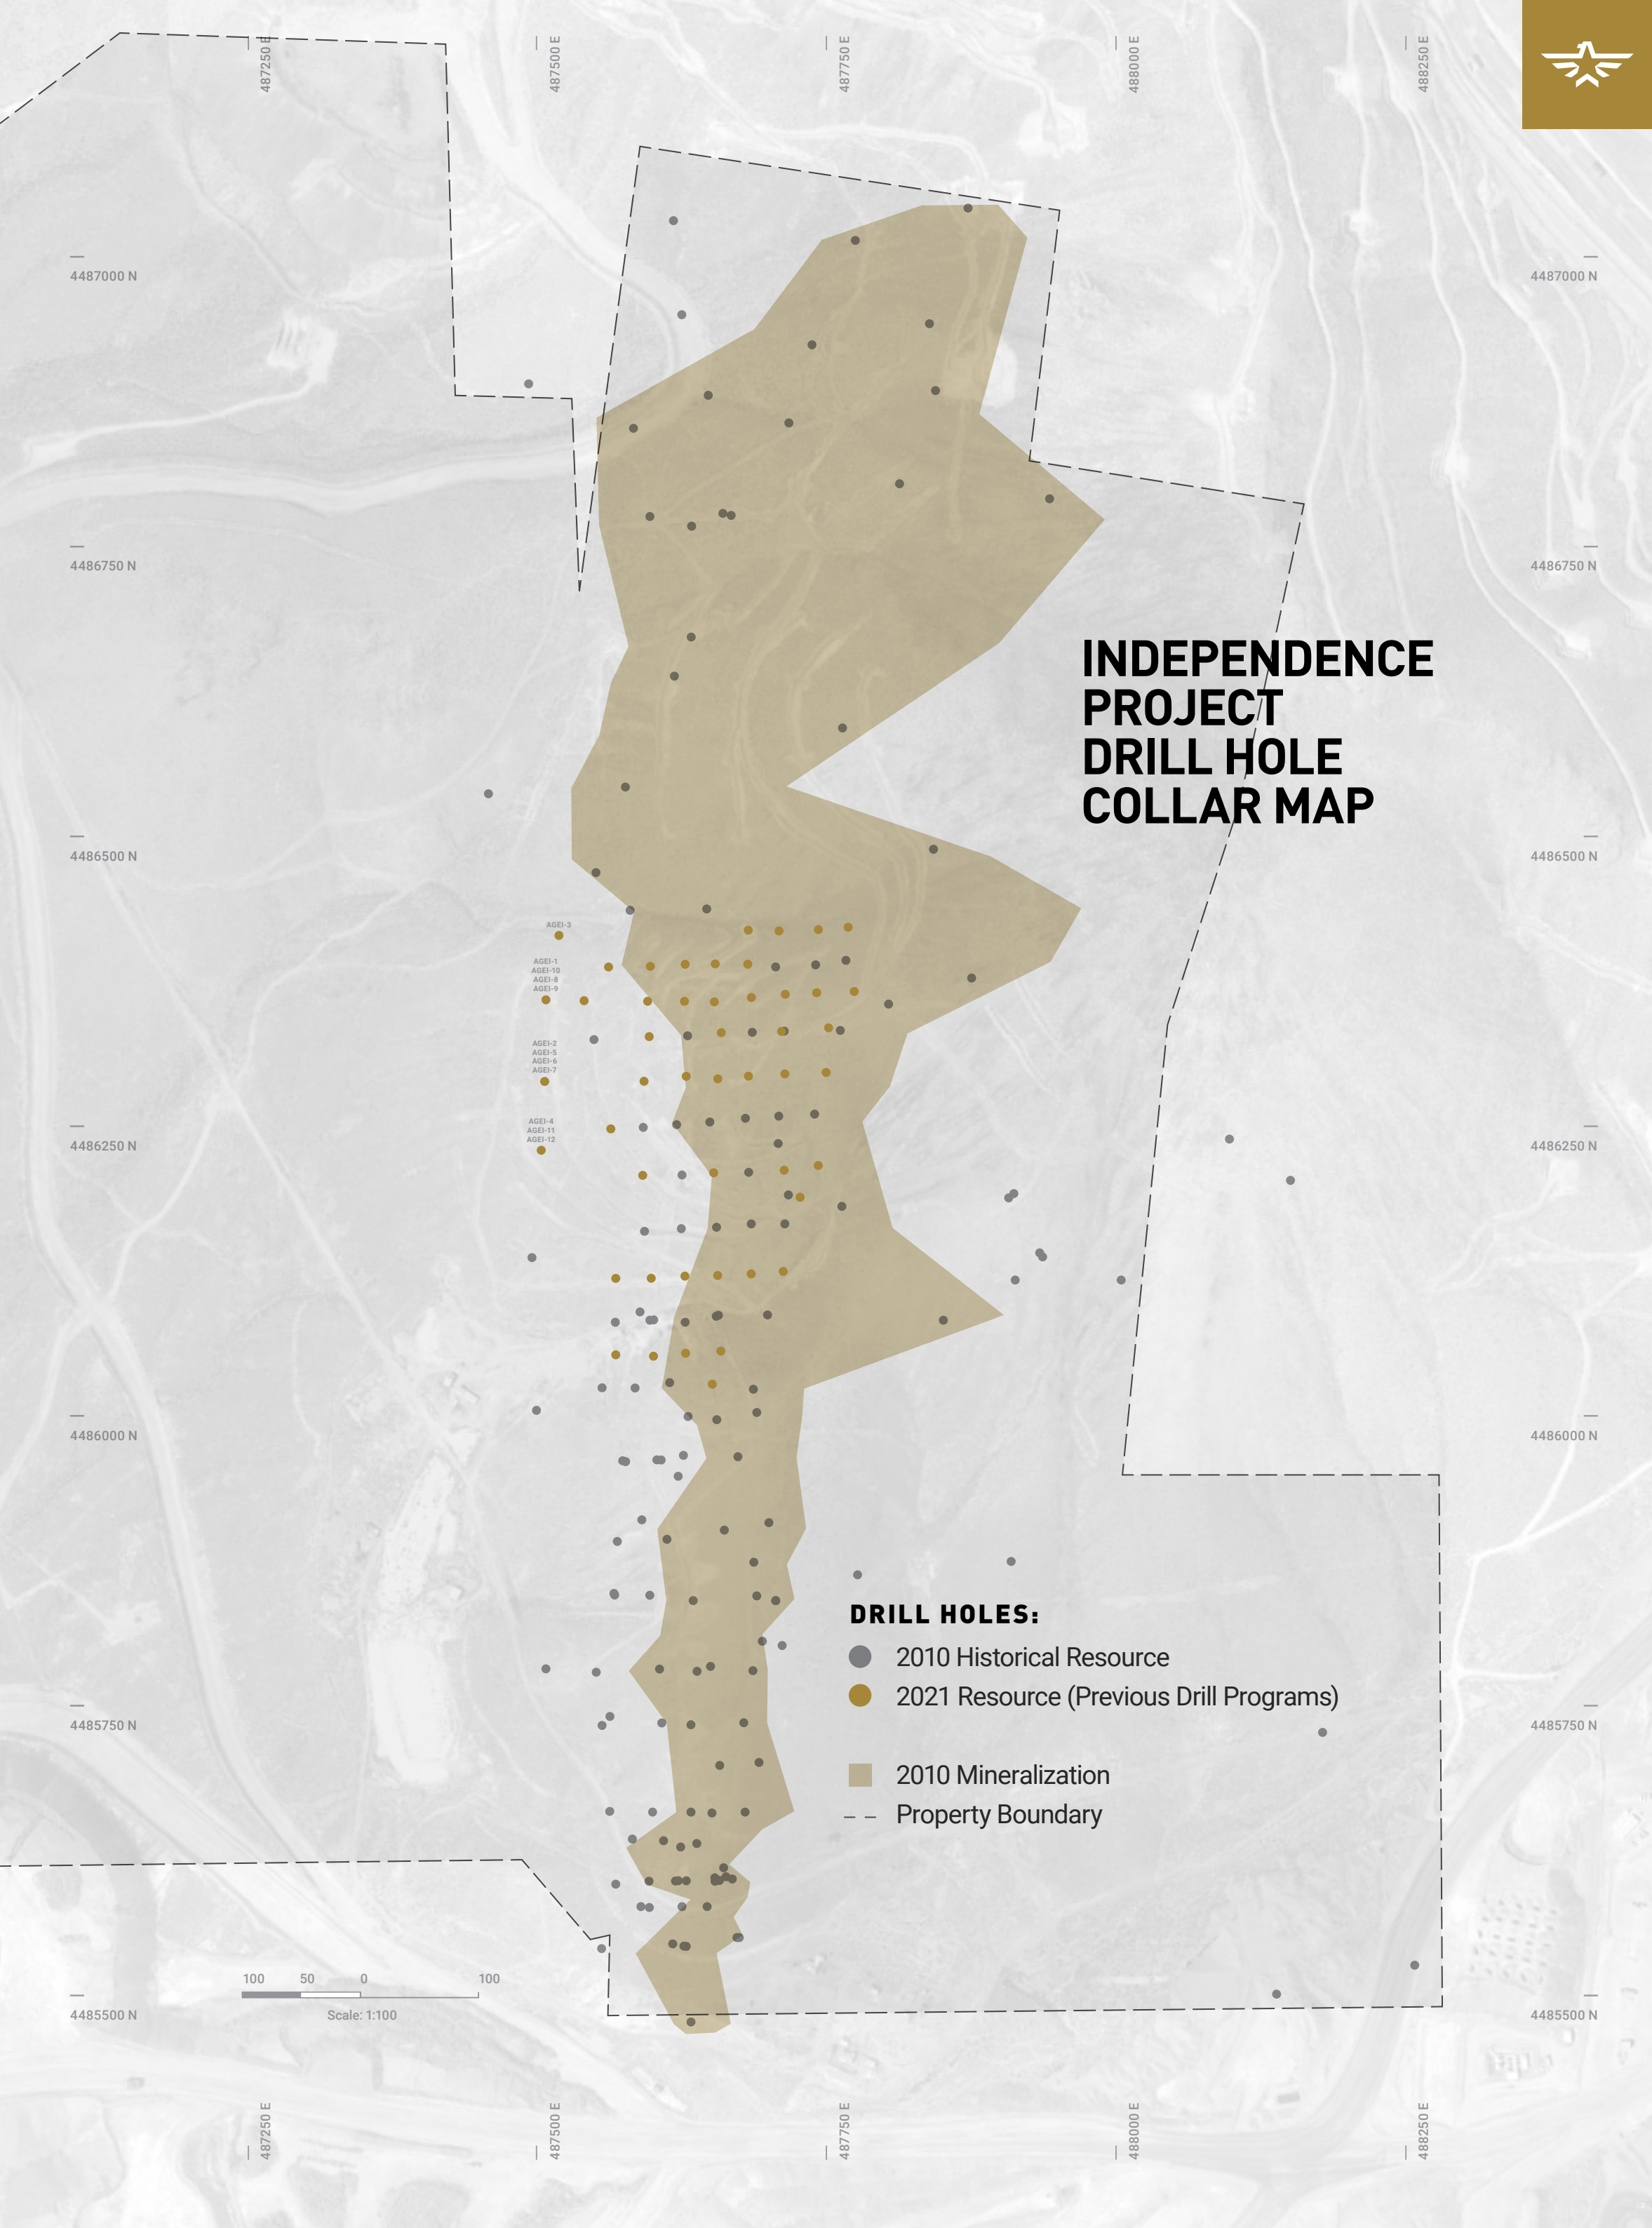 487250 E
487500 E
487750 E
488000 E
488250 E
4487000 N
4487000 N
4486750 N
4486750 N
INDEPENDENCE
PROJECT
DRILL HOLE
COLLAR MAP
4486500 N
4486500 N
AGEI-3
AGEI-1
AGEI-10
AGEI-8
AGEI-9
AGEI-2
AGEI-5
AGEI-6
AGEI-7
AGEI-4
AGEI-11
AGEI-12
4486250 N
4486250 N
4486000 N
4486000 N
DRILL HOLES:
2010 Historical Resource
2021 Resource (Previous Drill Programs)
4485750 N
4485750 N
2010 Mineralization
Property Boundary
100 50 0 100
Scale: 1:100
4485500 N
4485500 N
487250 E
487500 E
487750 E
488000 E
488250 E